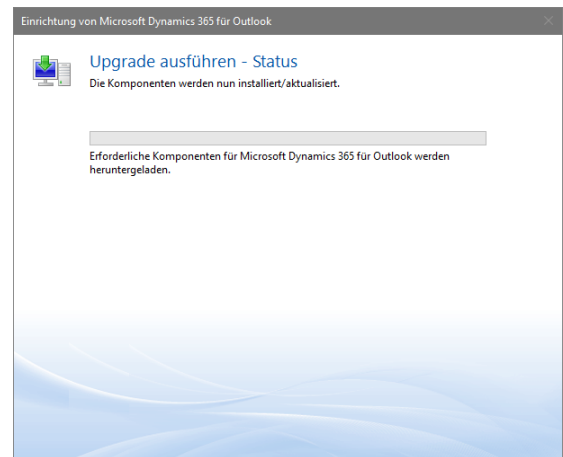 Einrichtung von Microsoft Dynamics 365 für Outlook
Upgrade ausführen - Status
Die Komponenten werden nun installiert/aktualisiert.
Erforderliche Komponenten für Microsoft Dynamics 365 für Outlook werden
heruntergeladen.